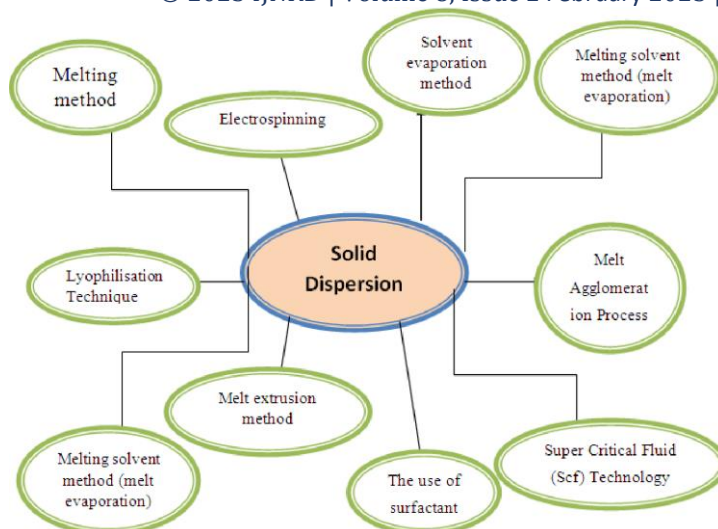 Solvent
evaporation
method
Melting solvent
method (melt
evaporation)
Melting
method
Electrospinning
Solid
Dispersion
Lyophilisation
Technique
Melt
Agglomerat
ion Process
Melt extrusion
method
Melting solvent
method (melt
evaporation)
The use of
surfactant
Super Critical Fluid
(Scf) Technology